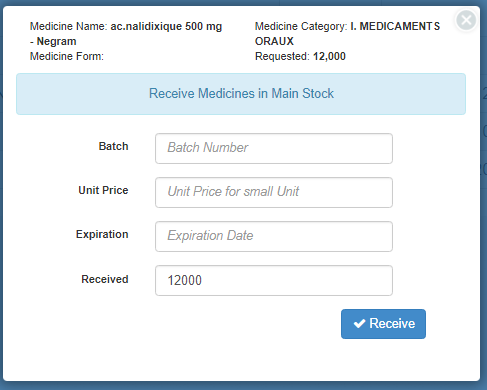 Medicine Name: ac.nalidixique 500 mg
- Negram
Medicine Form:
Medicine Category: I. MEDICAMENTS
ORAUX
Requested: 12,000
Receive Medicines in Main Stock
Batch
Batch Number
Unit Price
Unit Price for small Unit
Expiration
Expiration Date
Received
12000
Receive